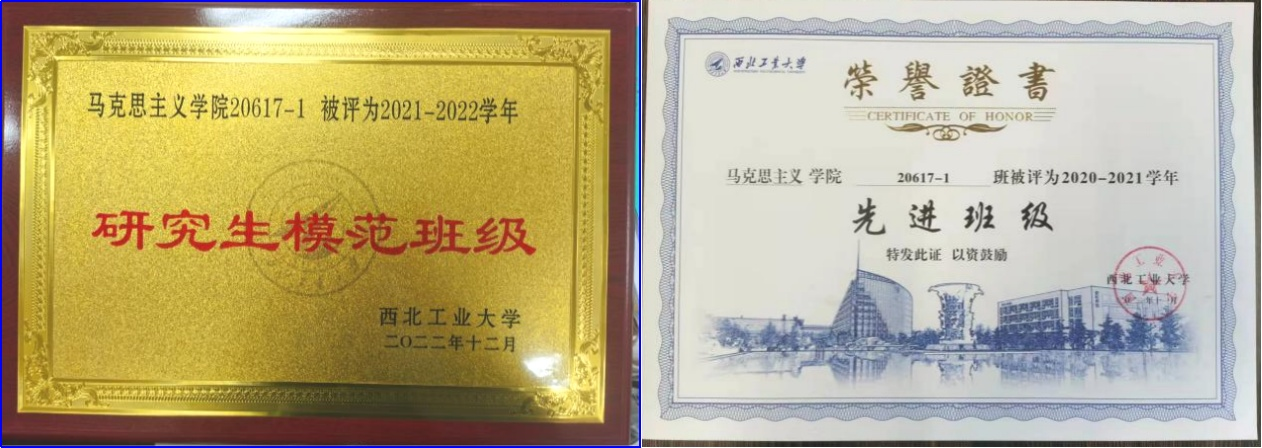 马克思主义学院20617-1 被评为2021-2022学年
研究生模范班级
西北工业大学
二〇二二年十二月
西北工业大学
榮譽證書
CERTIFICATE OF HONOR
马克思主义 学院 20617-1 班被评为2020-2021学年
先进班级
特发此证 以资鼓励
西北工业大学